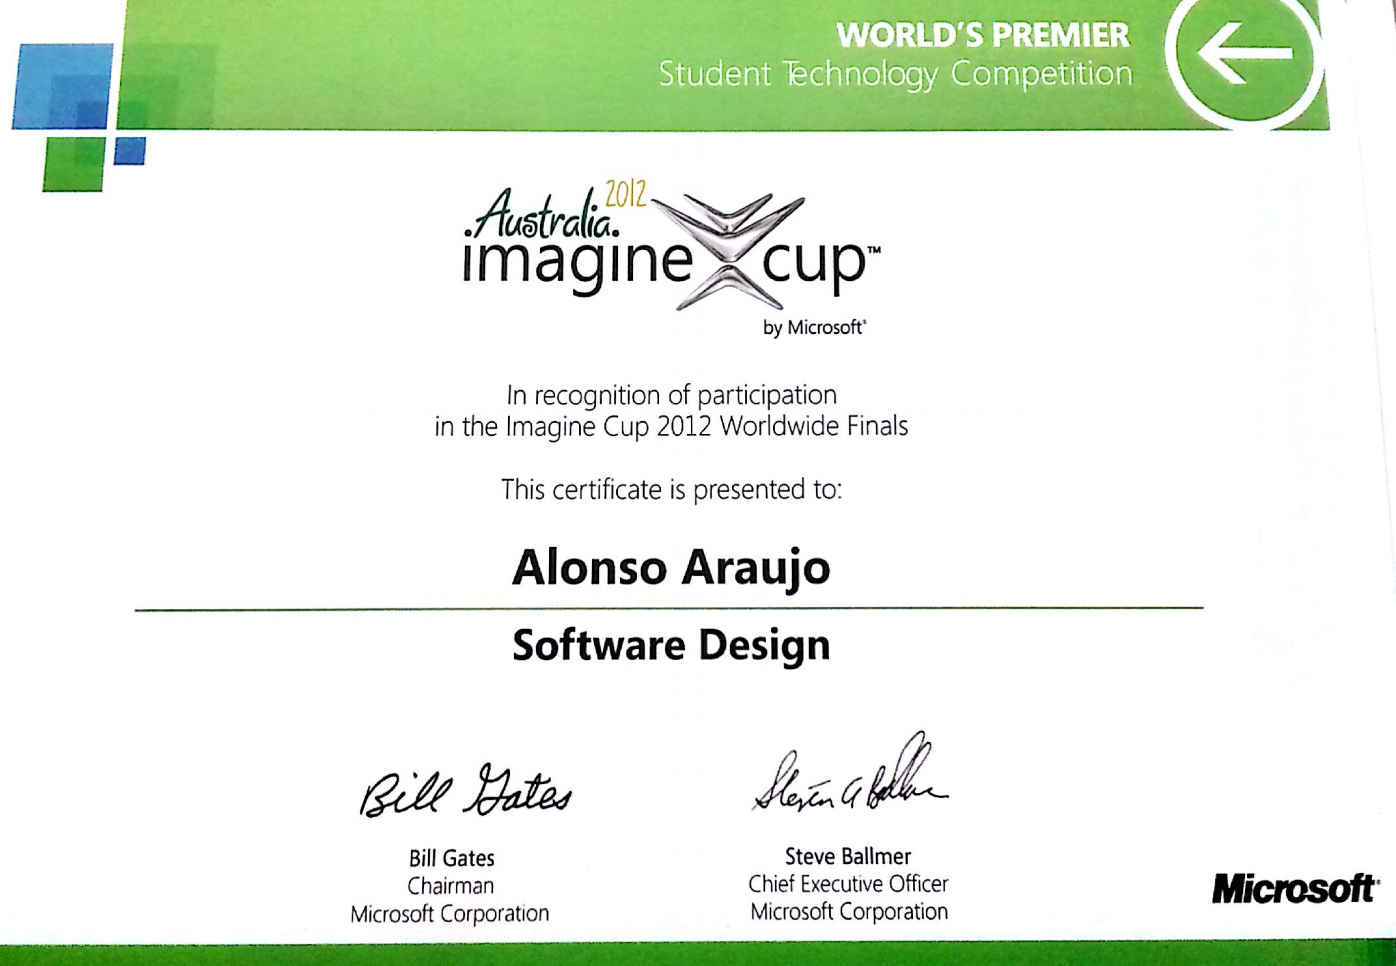 WORLD'S PREMIER
Student Technology Competition
Australia 2012
imagine cup™
by Microsoft®
In recognition of participation
in the Imagine Cup 2012 Worldwide Finals
This certificate is presented to:
Alonso Araujo
Software Design
Bill Gates
Steven A Ballmer
Bill Gates
Chairman
Microsoft Corporation
Steve Ballmer
Chief Executive Officer
Microsoft Corporation
Microsoft®